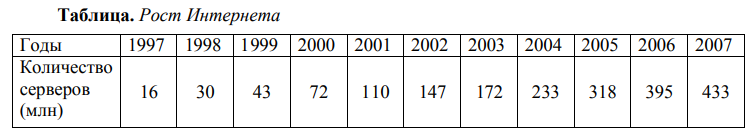 Таблица. Рост Интернета
Годы 1997 1998 1999 2000 2001 2002 2003 2004 2005 2006 2007
Количество
серверов 16 30 43 72 110 147 172 233 318 395 433
(млн)